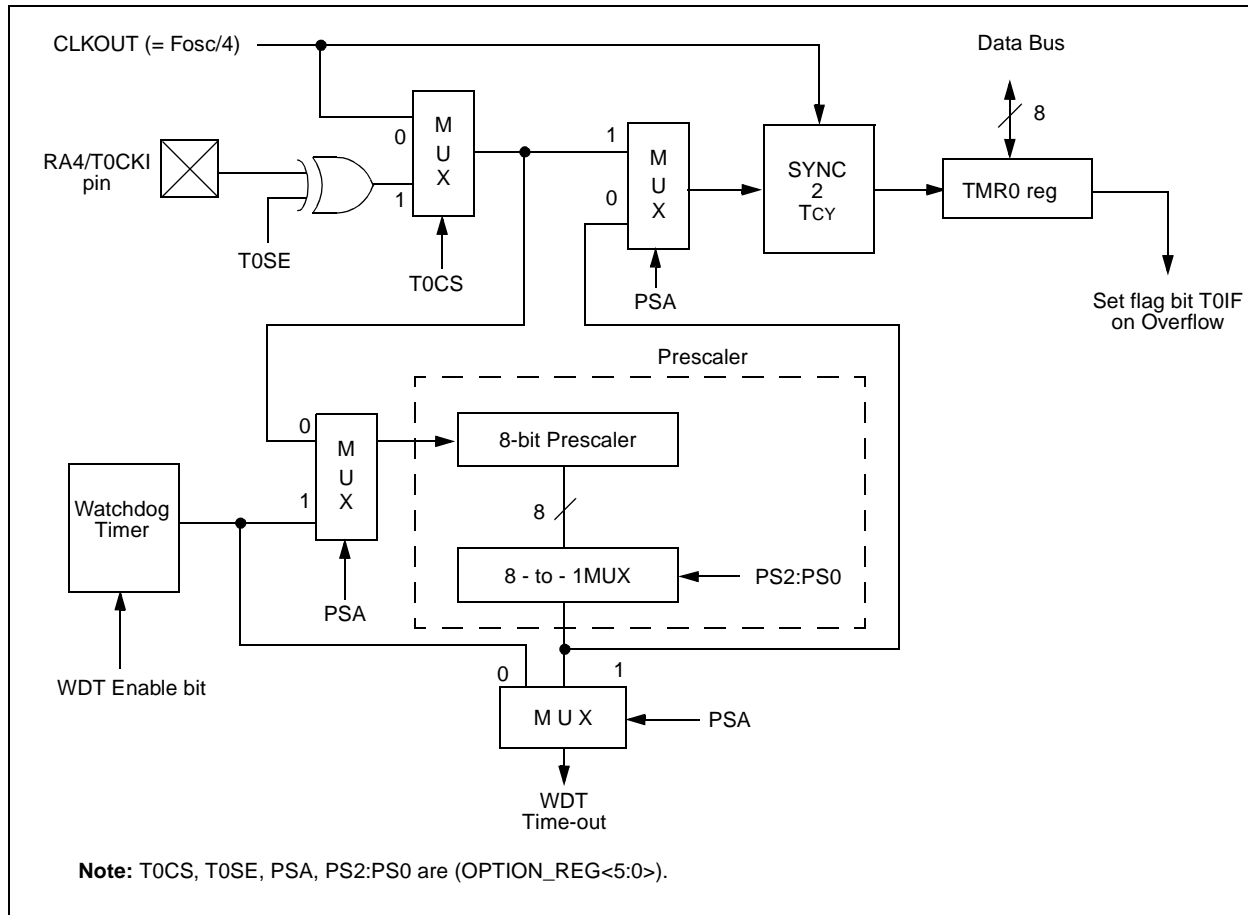 CLKOUT (= Fosc/4)
Data Bus
8
RA4/T0CKI
pin
T0SE
0
1
M
U
X
T0CS
1
0
M
U
X
PSA
SYNC
2
TCY
TMR0 reg
Set flag bit T0IF
on Overflow
Prescaler
0
1
M
U
X
PSA
8-bit Prescaler
8
8 - to - 1MUX
PS2:PS0
Watchdog
Timer
WDT Enable bit
0
1
M U X
PSA
WDT
Time-out
Note: T0CS, T0SE, PSA, PS2:PS0 are (OPTION_REG<5:0>).